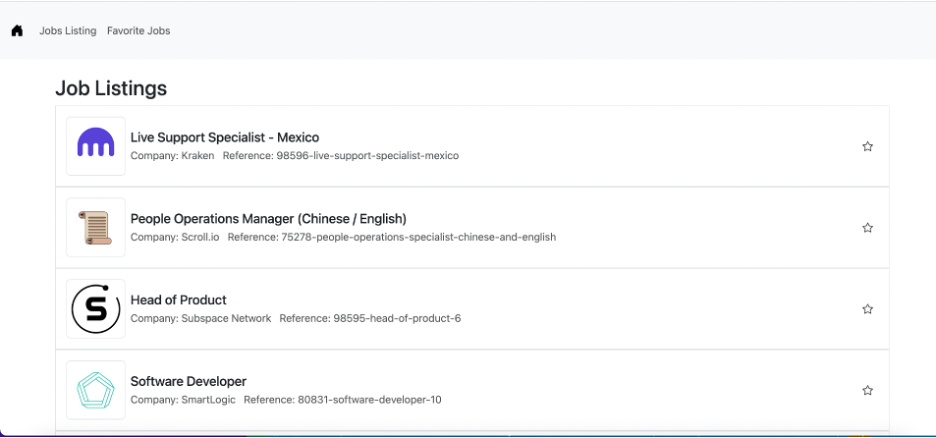 Jobs Listing Favorite Jobs
Job Listings
Live Support Specialist - Mexico
Company: Kraken Reference: 98596-live-support-specialist-mexico
People Operations Manager (Chinese / English)
Company: Scroll.io Reference: 75278-people-operations-specialist-chinese-and-english
S
Head of Product
Company: Subspace Network Reference: 98595-head-of-product-6
Software Developer
Company: SmartLogic Reference: 80831-software-developer-10